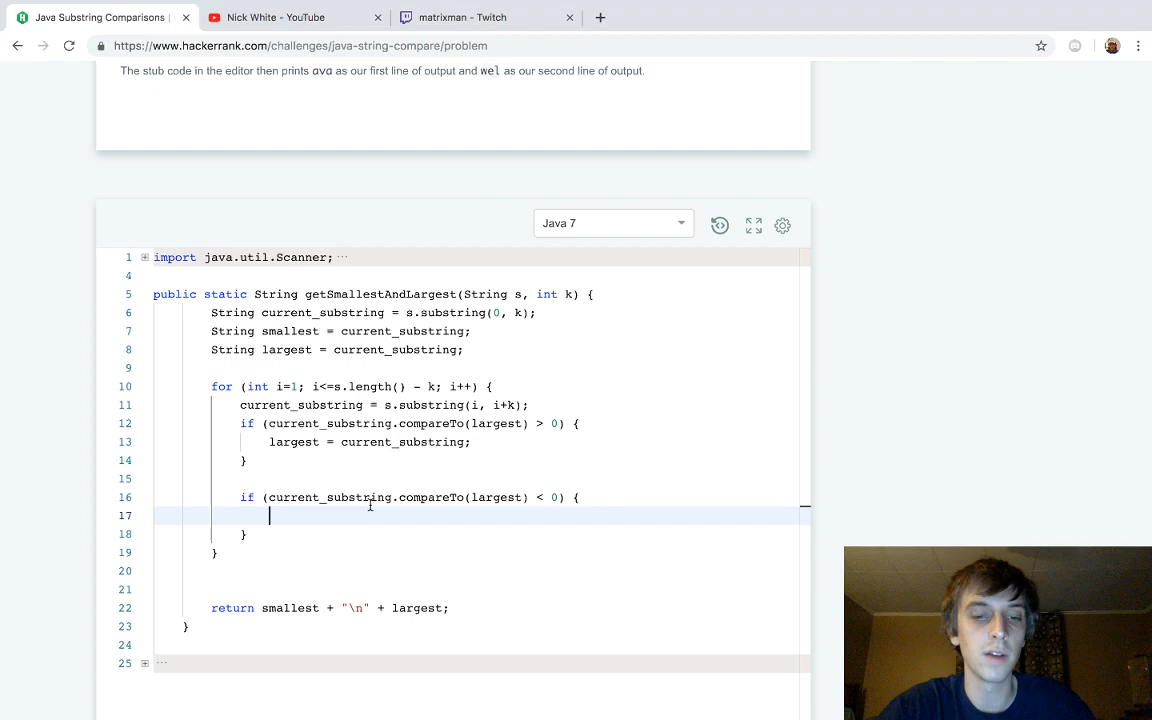 Java Substring Comparisons |
Nick White - YouTube
matrixman - Twitch
https://www.hackerrank.com/challenges/java-string-compare/problem
The stub code in the editor then prints ava as our first line of output and wel as our second line of output.
Java 7
1 import java.util.Scanner; ...
4
5 public static String getSmallestAndLargest(String s, int k) {
6 String current_substring = s.substring(0, k);
7 String smallest = current_substring;
8 String largest = current_substring;
9
10 for (int i=1; i<=s.length() - k; i++) {
11 current_substring = s.substring(i, i+k);
12 if (current_substring.compareTo(largest) > 0) {
13 largest = current_substring;
14 }
15
16 if (current_substring.compareTo(largest) < 0) {
17
18 }
19 }
20
21
22 return smallest + "\n" + largest;
23 }
24
25 ...